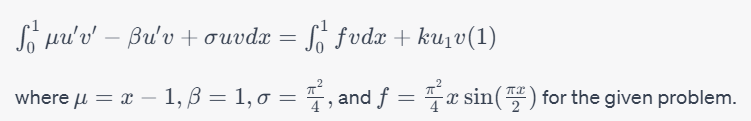 ∫₀¹ μu′v′ − βu′v + σuvdx = ∫₀¹ fvdx + ku₁v(1)
where μ = x − 1, β = 1, σ = π²/4, and f = π²/4 x sin(πx/2) for the given problem.